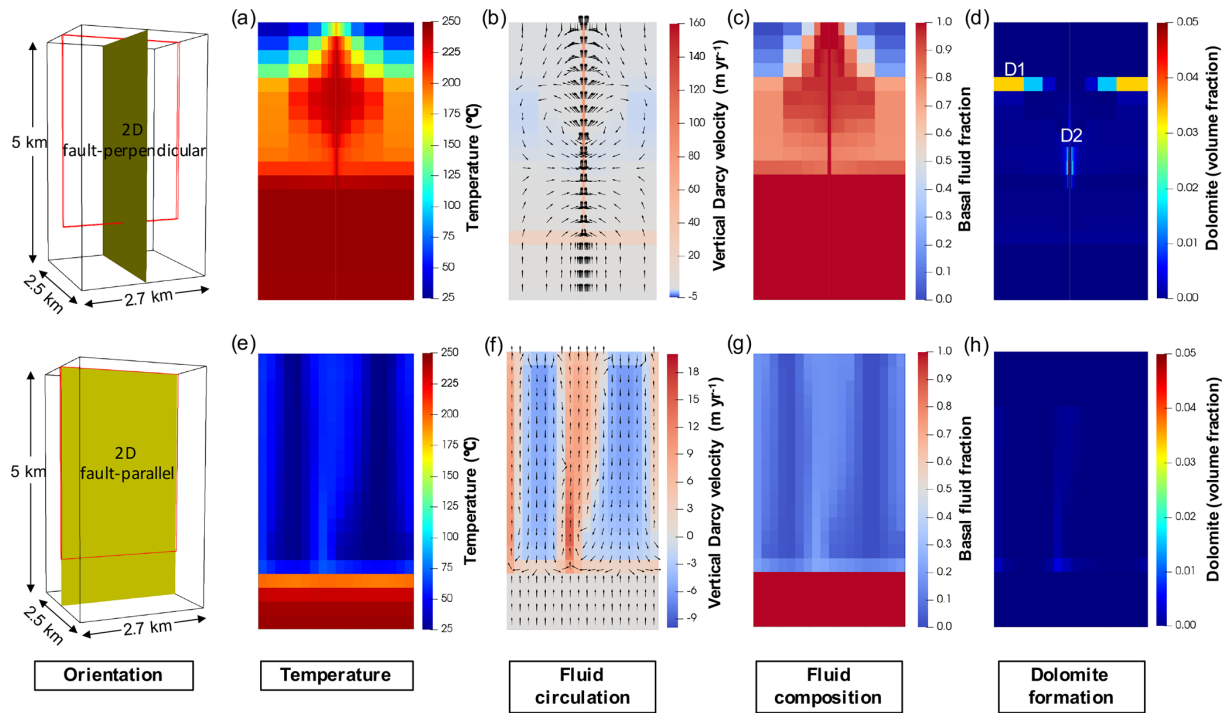 (a)
(b)
(c)
(d)
5 km
2D
fault-perpendicular
2.5 km
2.7 km
250
225
200
175
150
125
100
75
50
25
Temperature (℃)
160
140
120
100
80
60
40
20
-5
Vertical Darcy velocity (m yr⁻¹)
1.0
0.9
0.8
0.7
0.6
0.5
0.4
0.3
0.2
0.1
0.0
Basal fluid fraction
D1
D2
0.05
0.04
0.03
0.02
0.01
0.00
Dolomite (volume fraction)
(e)
(f)
(g)
(h)
5 km
2D
fault-parallel
2.5 km
2.7 km
250
225
200
175
150
125
100
75
50
25
Temperature (℃)
18
15
12
9
6
3
0
-3
-6
-9
Vertical Darcy velocity (m yr⁻¹)
1.0
0.9
0.8
0.7
0.6
0.5
0.4
0.3
0.2
0.1
0.0
Basal fluid fraction
0.05
0.04
0.03
0.02
0.01
0.00
Dolomite (volume fraction)
Orientation
Temperature
Fluid
circulation
Fluid
composition
Dolomite
formation